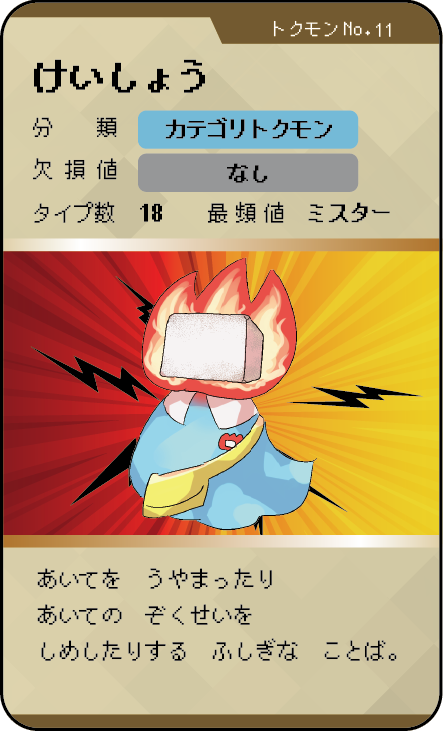 トクモンNo.11
けいしょう
分 類 カテゴリトクモン
欠損値 なし
タイプ数 18 最頻値 ミスター
あいてを うやまったり
あいての ぞくせいを
しめしたりする ふしぎな ことば。